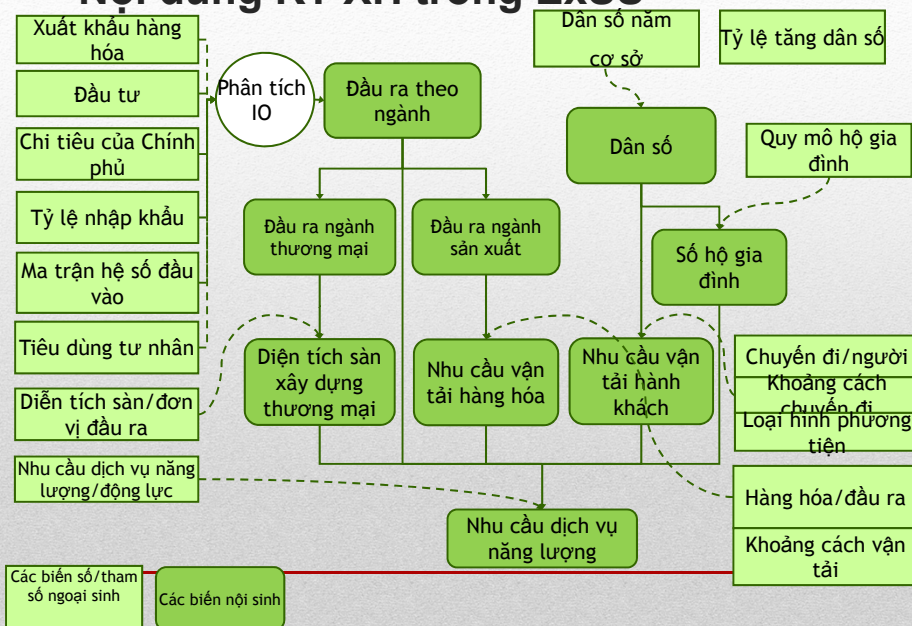 Nội dung KT-XH trong ExSS
Xuất khẩu hàng
hóa
Đầu tư
Chi tiêu của Chính
phủ
Tỷ lệ nhập khẩu
Ma trận hệ số đầu
vào
Tiêu dùng tư nhân
Diễn tích sàn/đơn
vị đầu ra
Nhu cầu dịch vụ năng
lượng/động lực
Phân tích
IO
Đầu ra theo
ngành
Đầu ra ngành
thương mại
Đầu ra ngành
sản xuất
Diện tích sàn
xây dựng
thương mại
Nhu cầu vận
tải hàng hóa
Nhu cầu vận
tải hành
khách
Dân số năm
cơ sở
Tỷ lệ tăng dân số
Dân số
Quy mô hộ gia
đình
Số hộ gia
đình
Chuyến đi/người
Khoảng cách
chuyến đi
Loại hình phương
tiện
Hàng hóa/đầu ra
Khoảng cách vận
tải
Nhu cầu dịch vụ
năng lượng
Các biến số/tham
số ngoại sinh
Các biến nội sinh